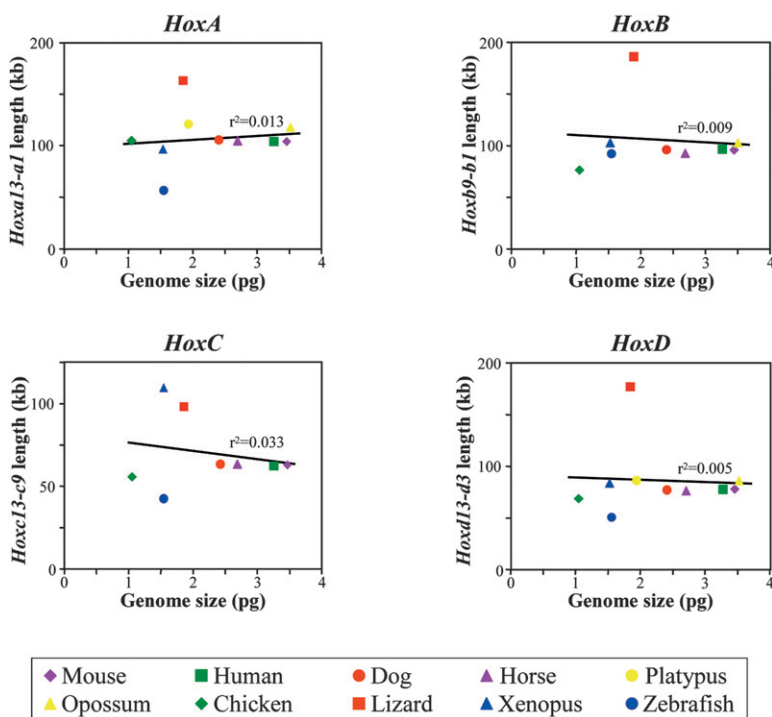 HoxA
Hoxa13-a1 length (kb)
200
100
0
r²=0.013
0 1 2 3 4
Genome size (pg)
HoxB
Hoxb9-b1 length (kb)
200
100
0
r²=0.009
0 1 2 3 4
Genome size (pg)
HoxC
Hoxc13-c9 length (kb)
100
50
0
r²=0.033
0 1 2 3 4
Genome size (pg)
HoxD
Hoxd13-d3 length (kb)
200
100
0
r²=0.005
0 1 2 3 4
Genome size (pg)
Mouse Human Dog Horse Platypus
Opossum Chicken Lizard Xenopus Zebrafish